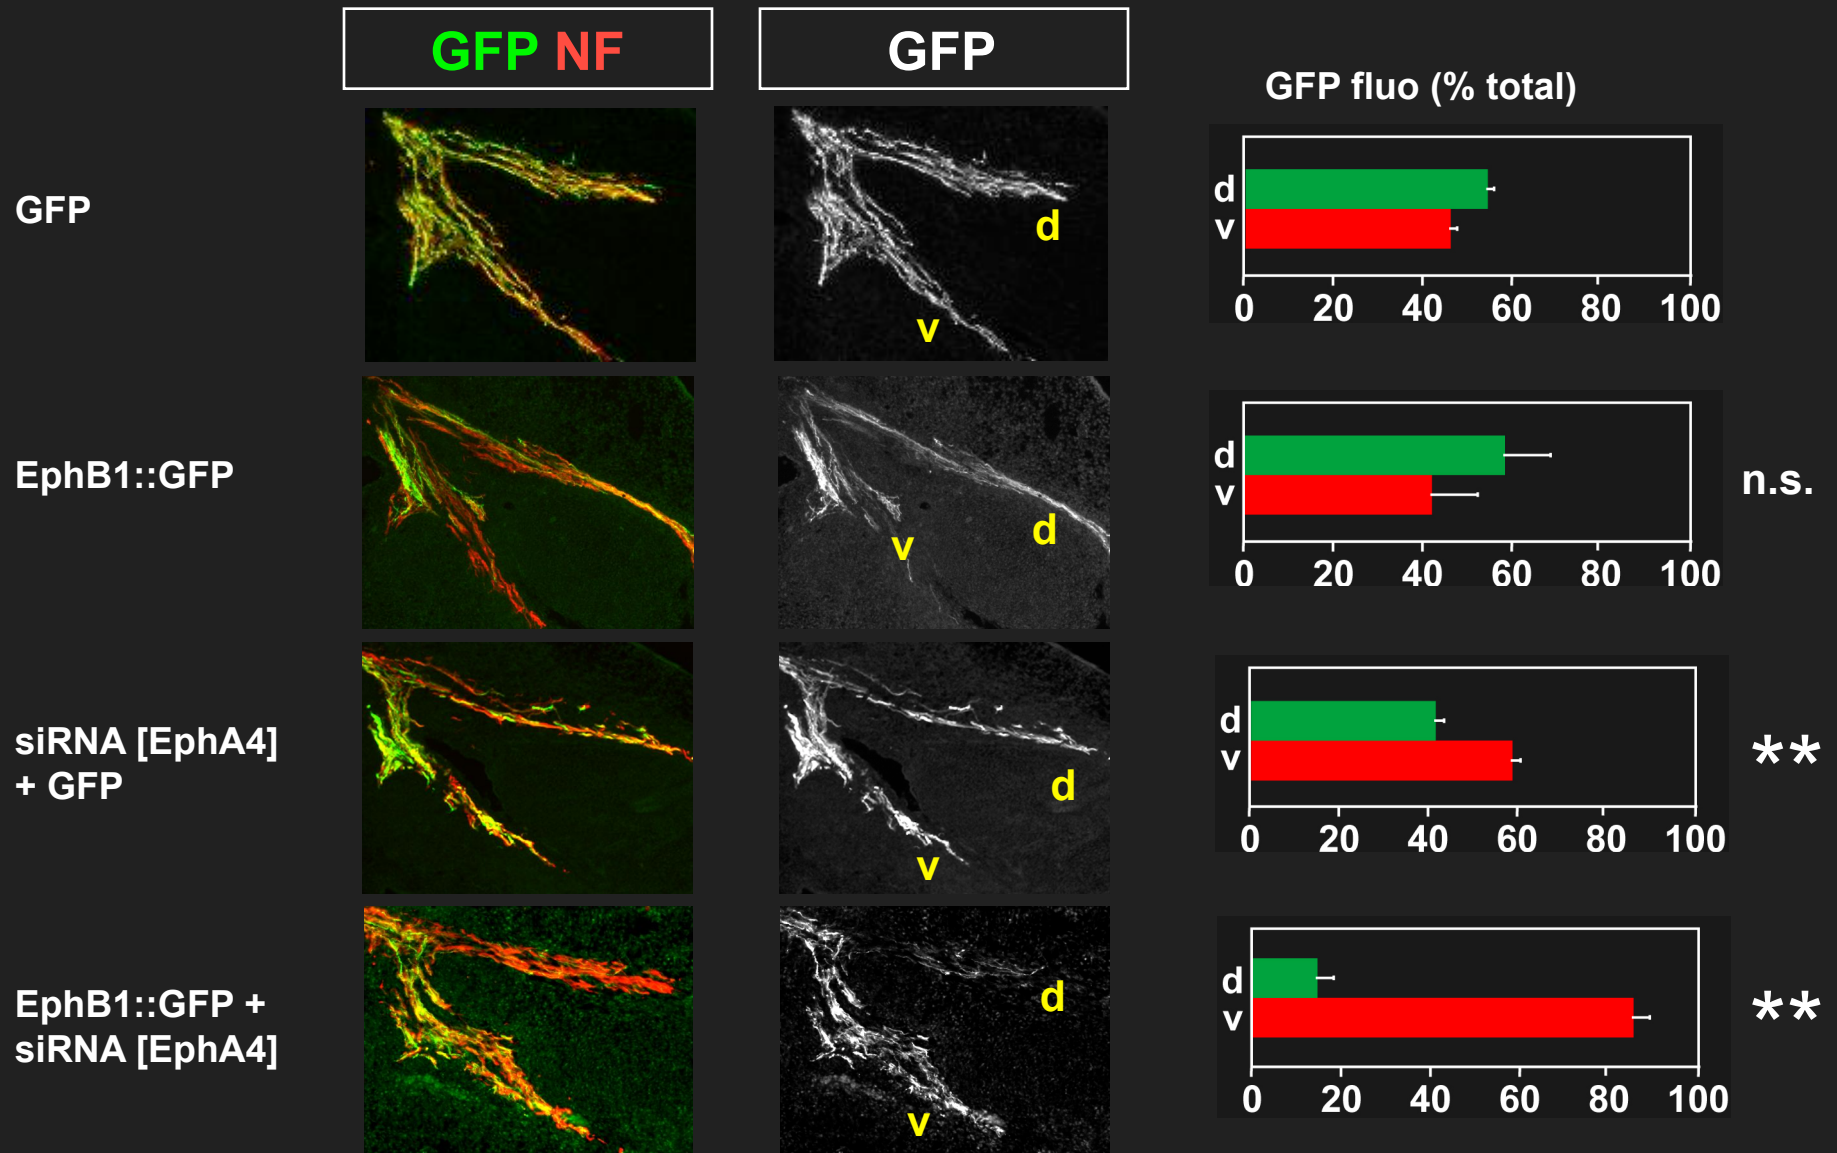 GFP NF
GFP
GFP fluo (% total)
GFP
d
v
d
v
0 20 40 60 80 100
EphB1::GFP
v
d
d
v
0 20 40 60 80 100
n.s.
siRNA [EphA4]
+ GFP
d
v
d
v
0 20 40 60 80 100
**
EphB1::GFP +
siRNA [EphA4]
d
v
d
v
0 20 40 60 80 100
**